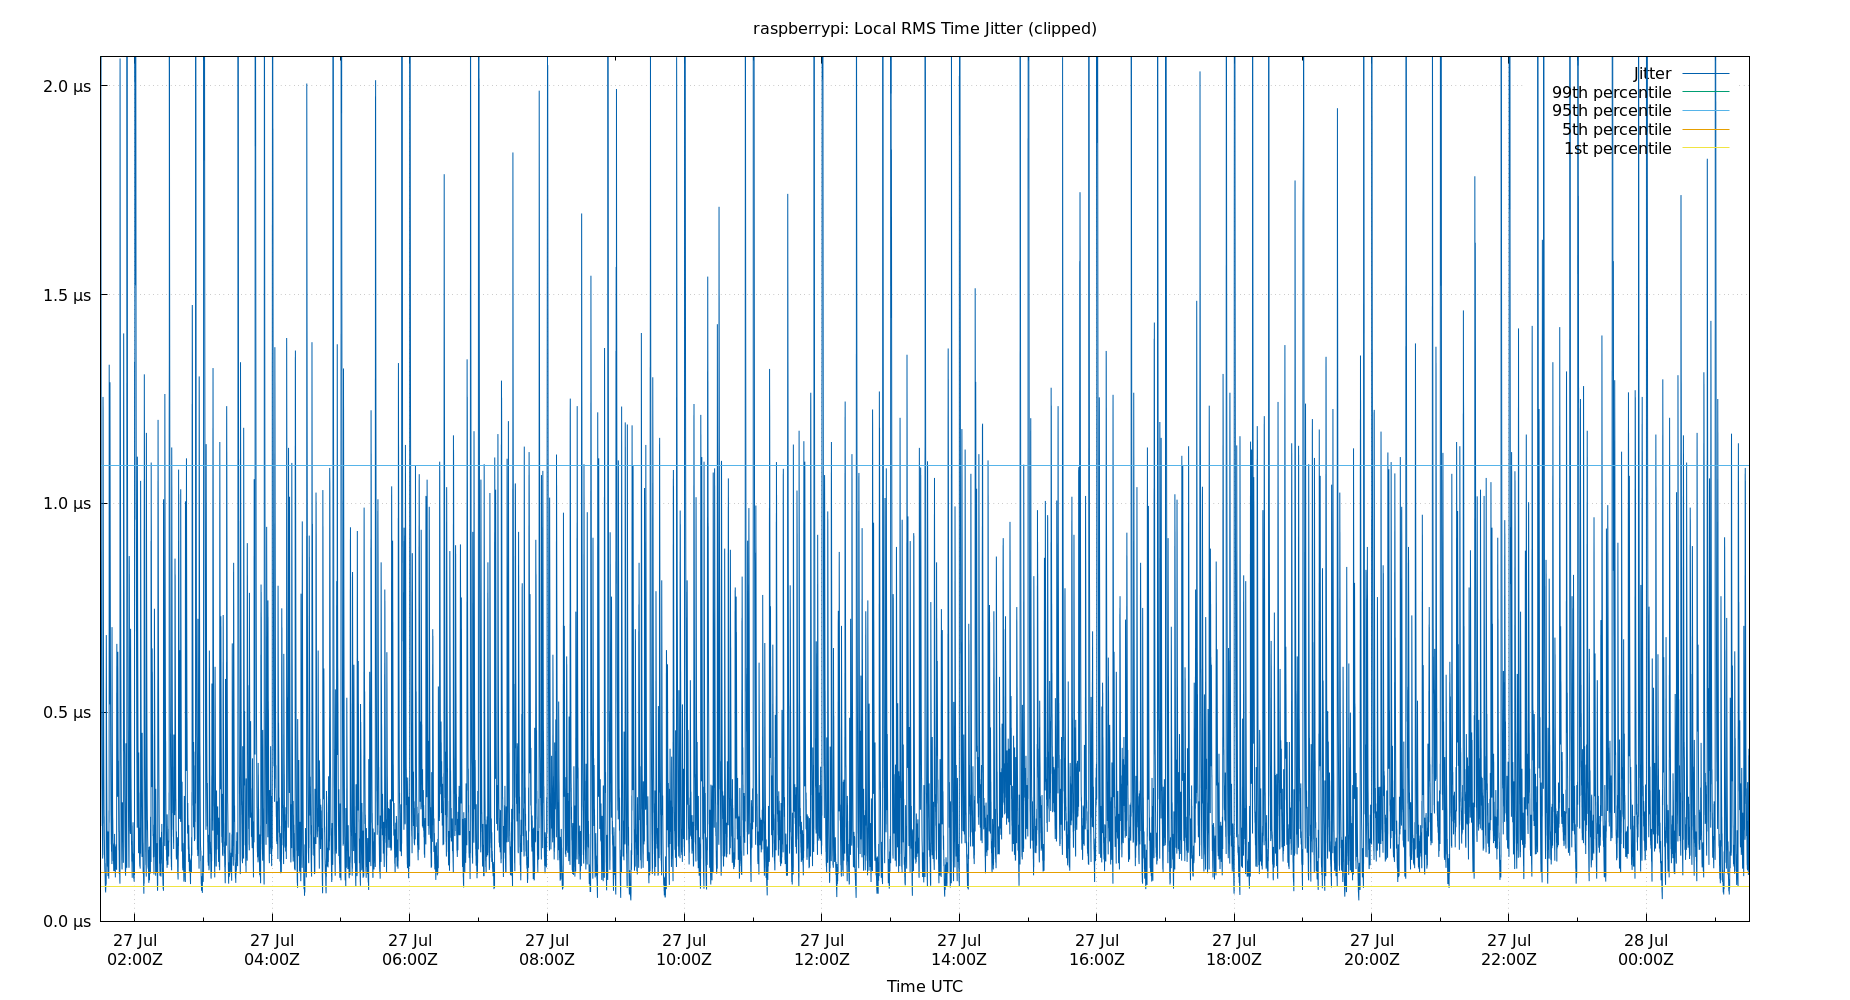 raspberrypi: Local RMS Time Jitter (clipped)
2.0 µs
1.5 µs
1.0 µs
0.5 µs
0.0 µs
Jitter
99th percentile
95th percentile
5th percentile
1st percentile
27 Jul 27 Jul 27 Jul 27 Jul 27 Jul 27 Jul 27 Jul 27 Jul 27 Jul 27 Jul 27 Jul 28 Jul
02:00Z 04:00Z 06:00Z 08:00Z 10:00Z 12:00Z 14:00Z 16:00Z 18:00Z 20:00Z 22:00Z 00:00Z
Time UTC